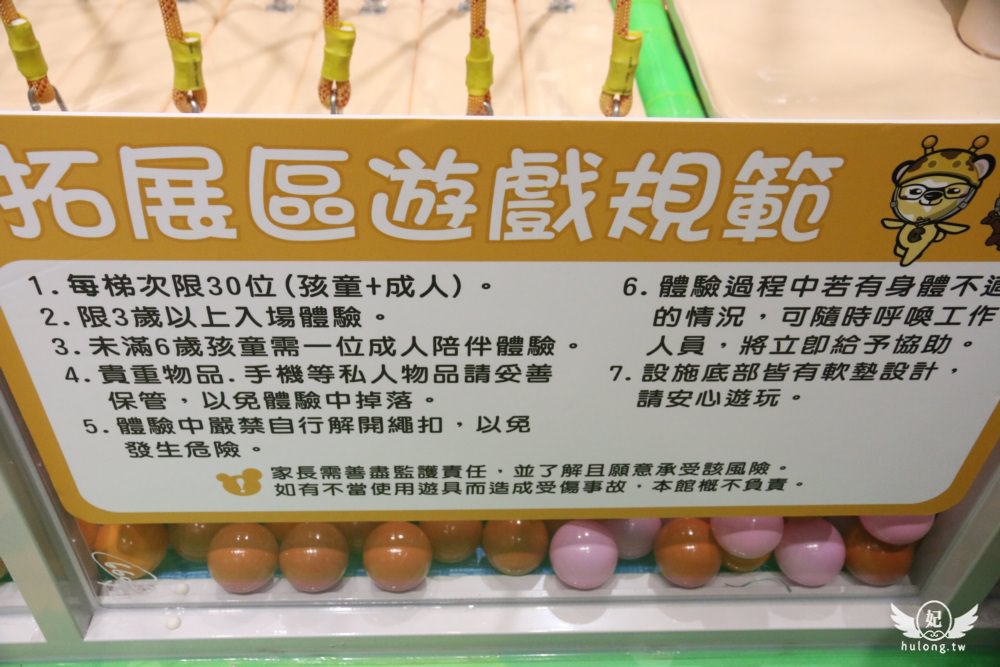 拓展區遊戲規範
1.每梯次限30位(孩童+成人)。
2.限3歲以上入場體驗。
3.未滿6歲孩童需一位成人陪伴體驗。
4.貴重物品.手機等私人物品請妥善
保管，以免體驗中掉落。
5.體驗中嚴禁自行解開繩扣，以免
發生危險。
6.體驗過程中若有身體不適
的情況，可隨時呼喚工作
人員，將立即給予協助。
7.設施底部皆有軟墊設計，
請安心遊玩。
家長需善盡監護責任，並了解且願意承受該風險。
如有不當使用遊具而造成受傷事故，本館概不負責。
妃
hulong.tw